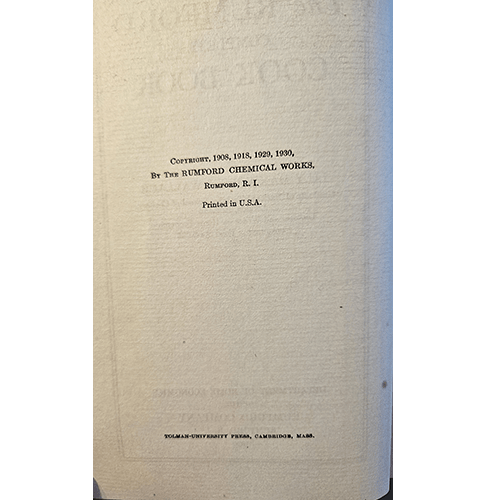 Copyright, 1908, 1918, 1929, 1930,
By The RUMFORD CHEMICAL WORKS,
Rumford, R. I.
Printed in U.S.A.
TOLMAN-UNIVERSITY PRESS, CAMBRIDGE, MASS.